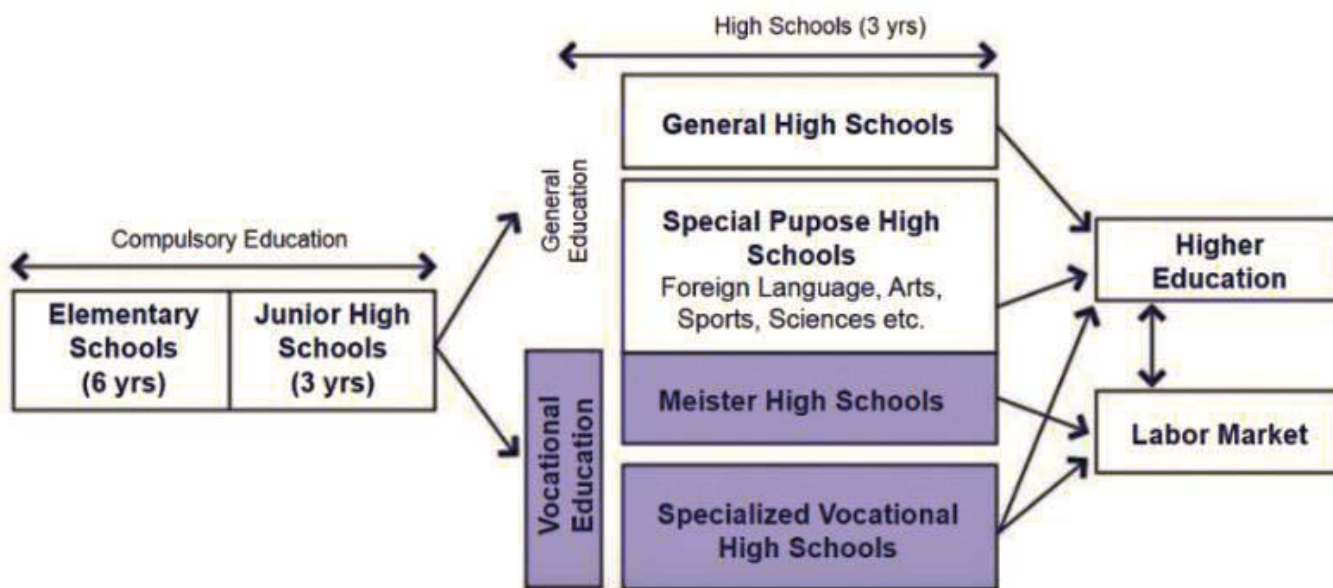 High Schools (3 yrs)
General High Schools
General
Education
Special Pupose High
Schools
Foreign Language, Arts,
Sports, Sciences etc.
Compulsory Education
Elementary
Schools
(6 yrs)
Junior High
Schools
(3 yrs)
Higher
Education
Vocational
Education
Meister High Schools
Labor Market
Specialized Vocational
High Schools